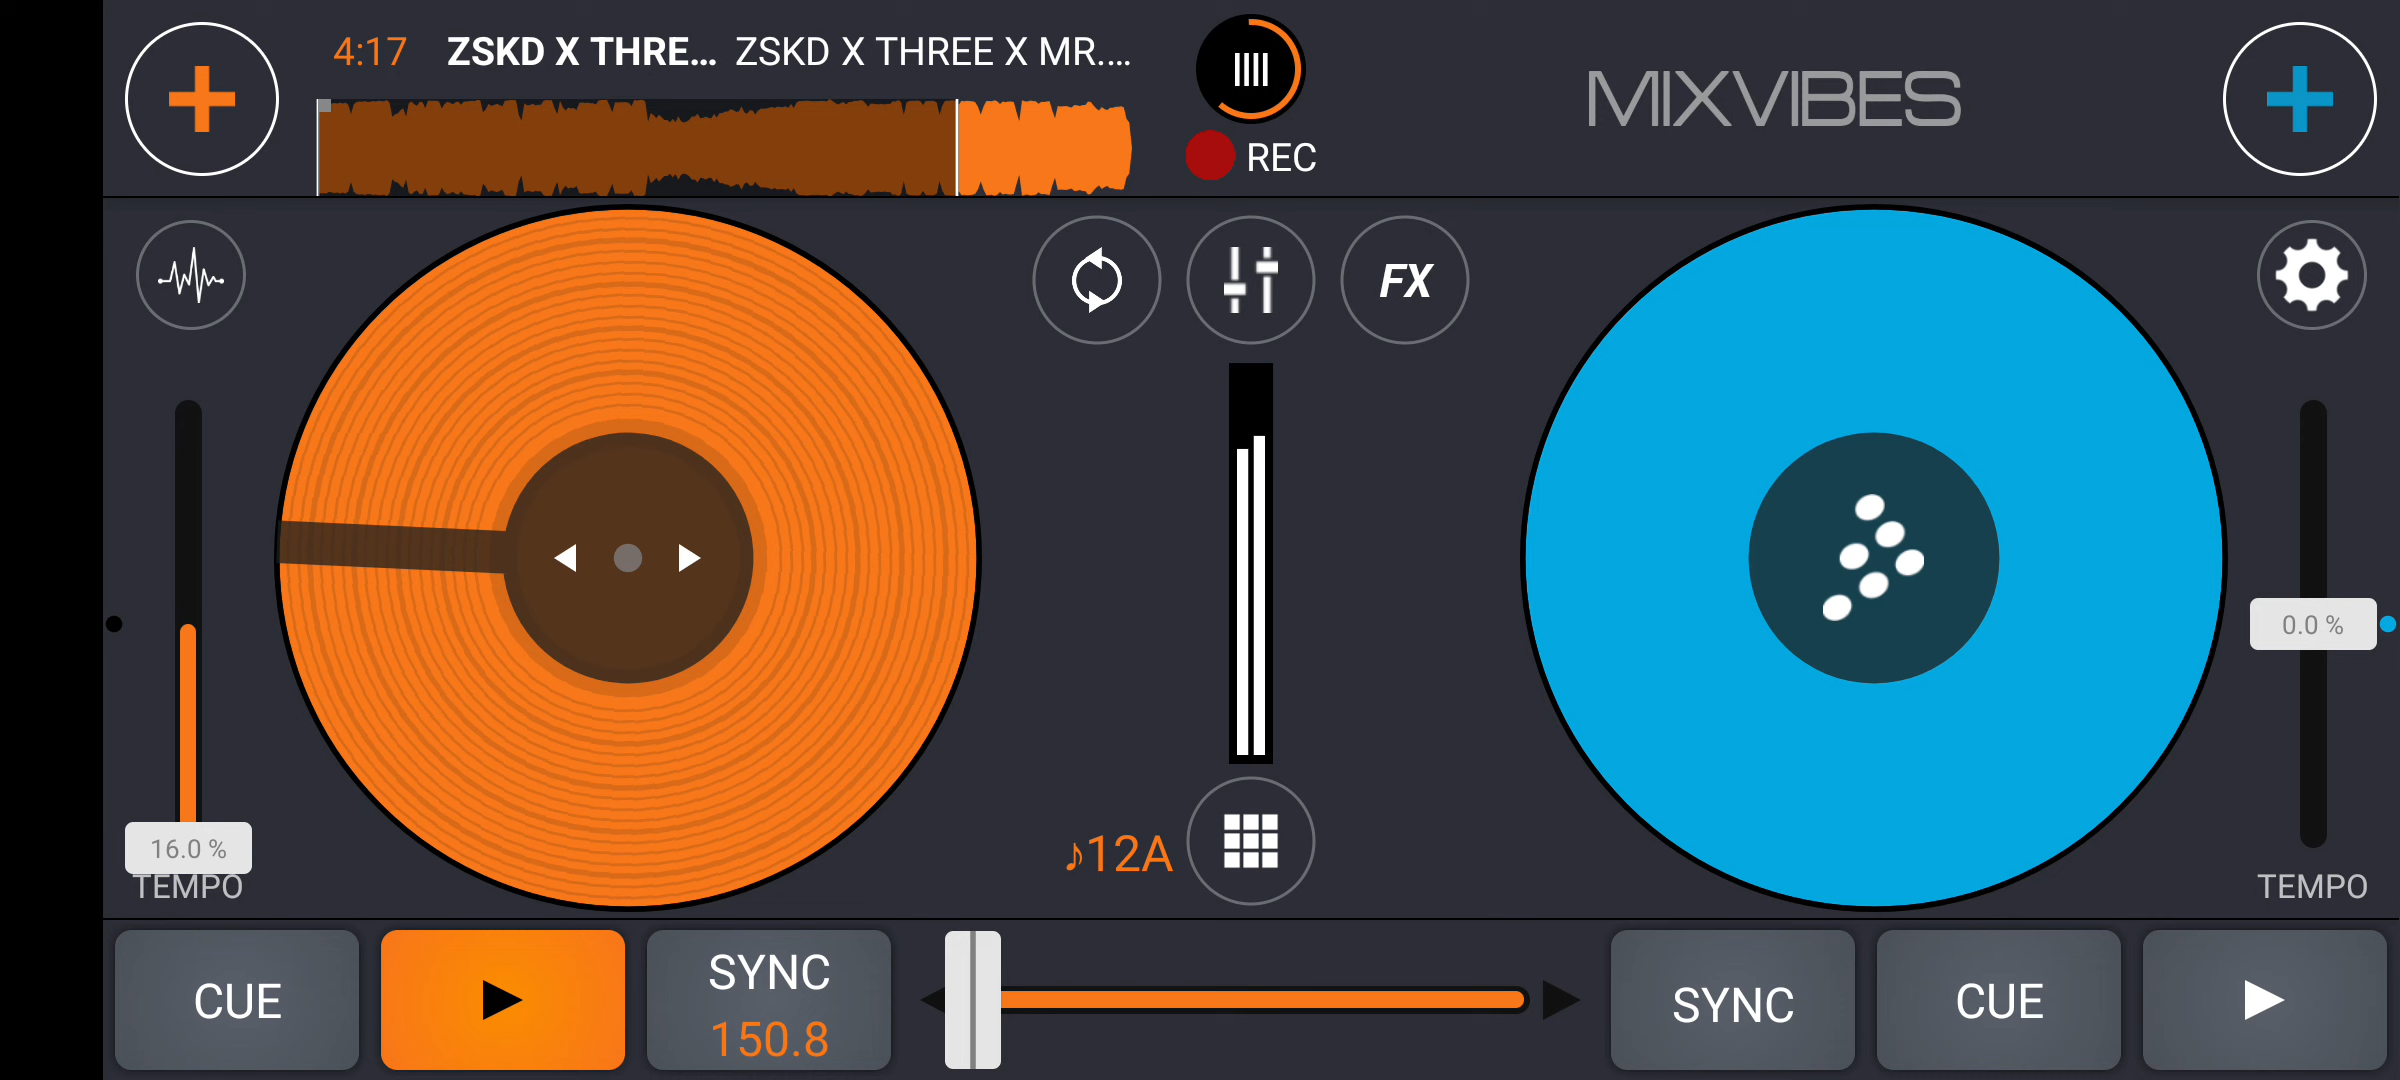 4:17 ZSKD X THRE... ZSKD X THREE X MR....
MIXVIBES
REC
FX
0.0 %
16.0 %
TEMPO
♪12A
TEMPO
CUE
SYNC
150.8
SYNC
CUE